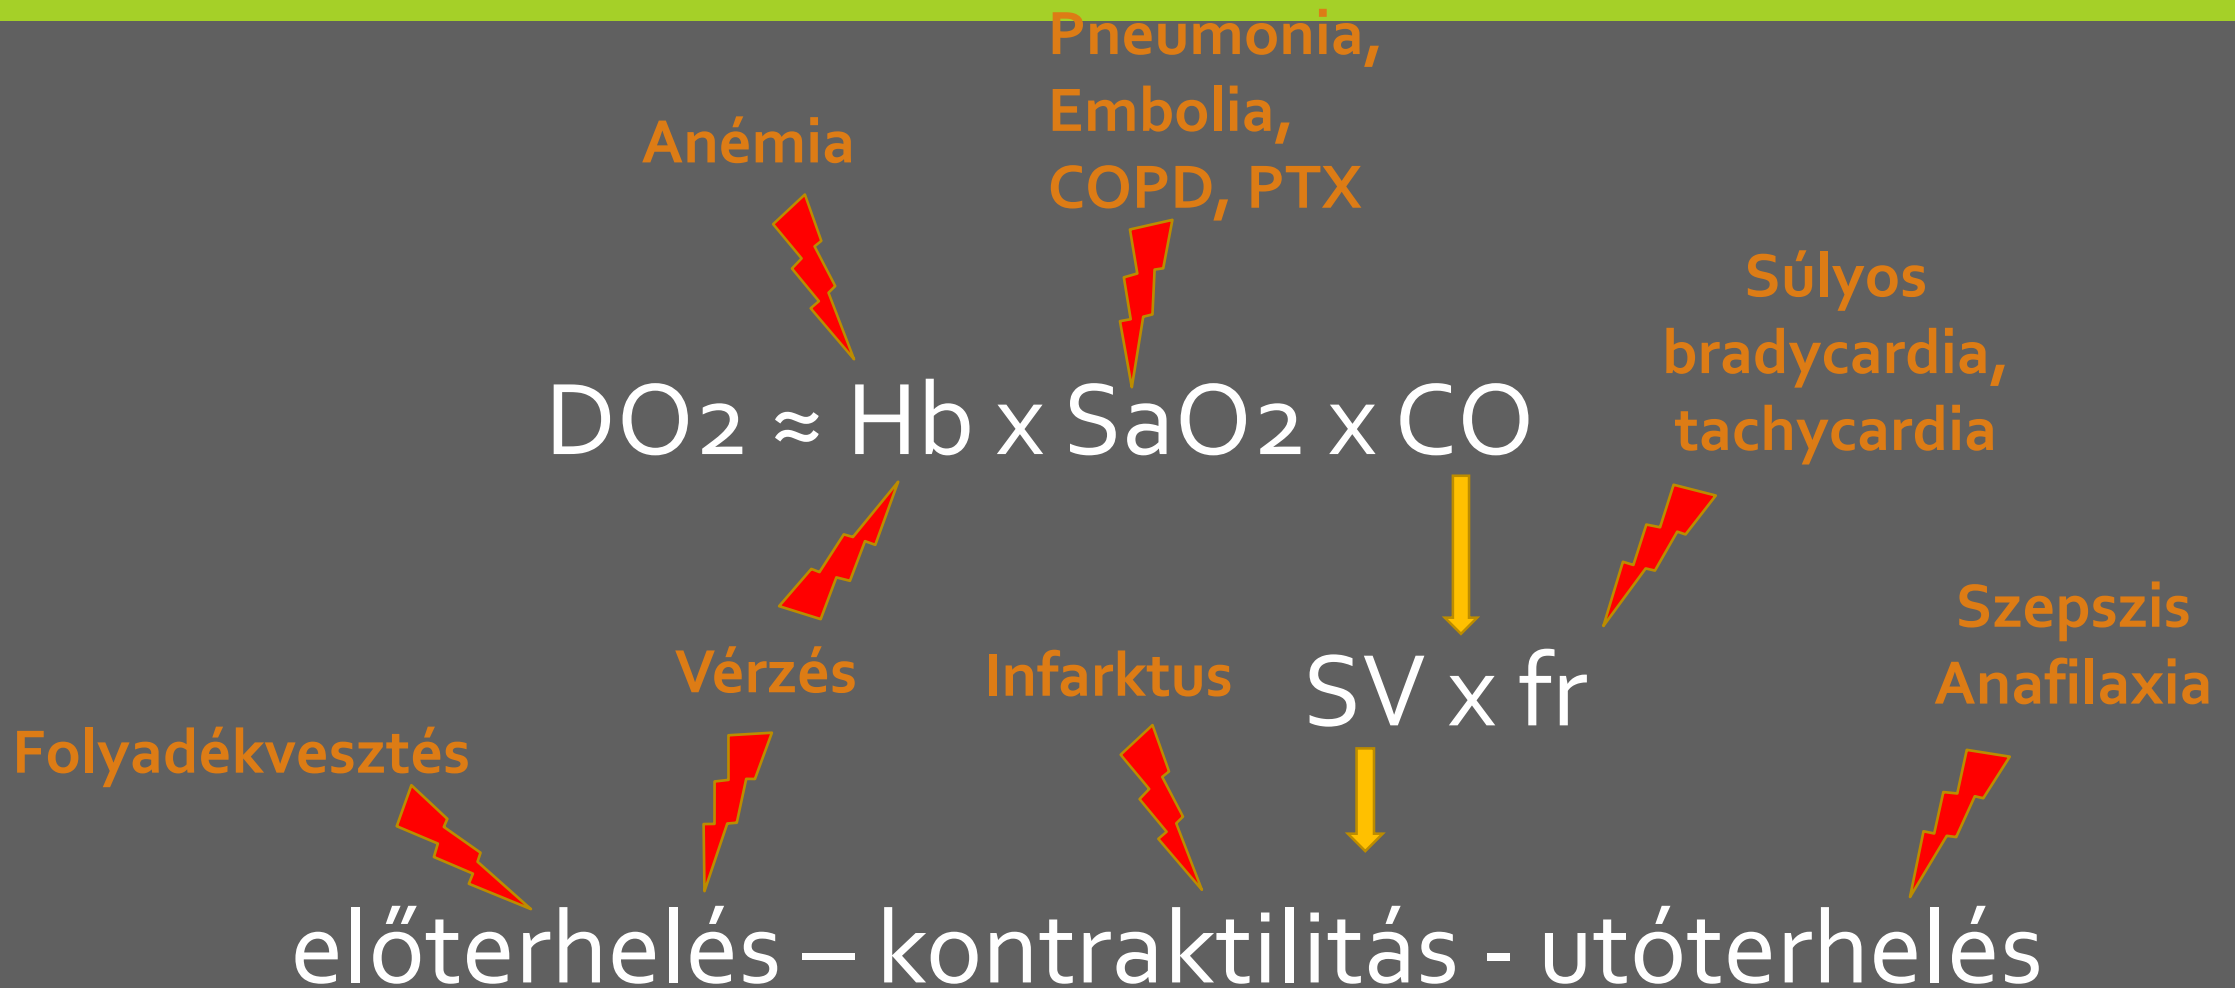 Pneumonia,
Embolia,
COPD, PTX
Anémia
Súlyos
bradycardia,
tachycardia
DO2 ≈ Hb x SaO2 x CO
Szepszis
Anafilaxia
Vérzés
Infarktus
SV x fr
Folyadékvesztés
előterhelés – kontraktilitás - utóterhelés